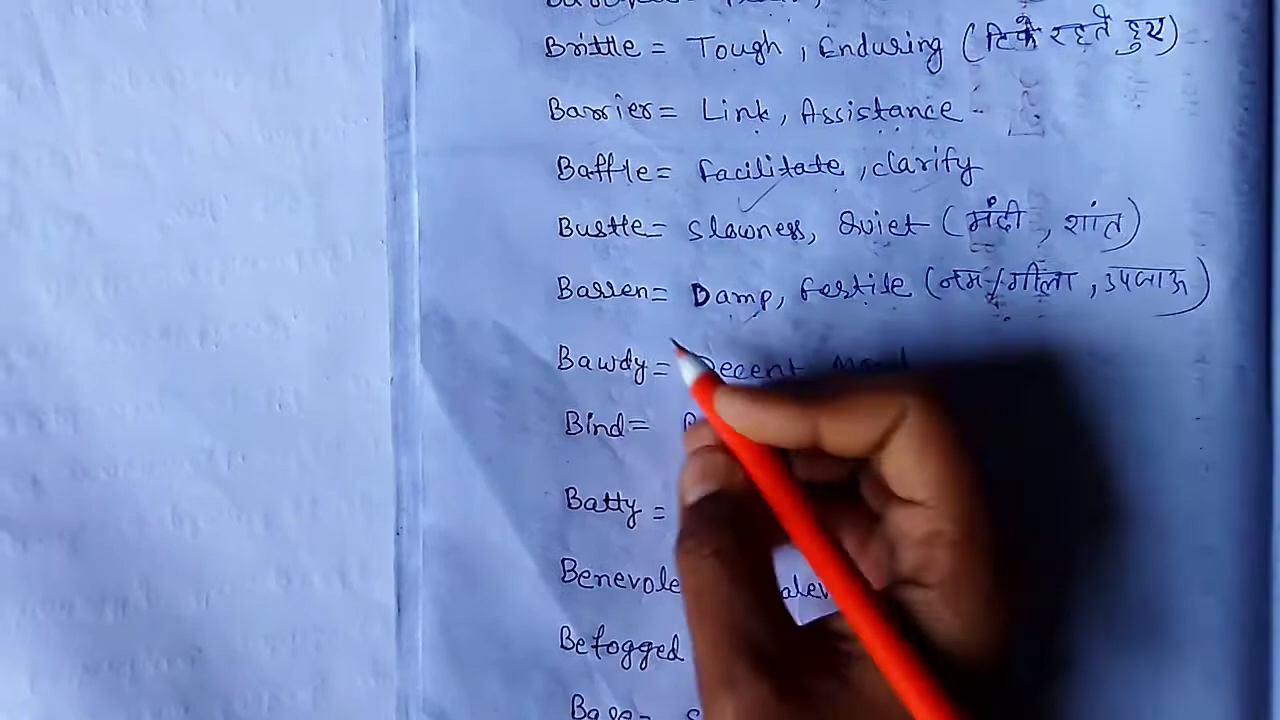 Brittle = Tough, Enduring (टिके रहते हुए)
Barrier = Link, Assistance
Baffle = Facilitate, clarify
Bustle = Slowness, Quiet (मंदी, शांत)
Barren = Damp, Fertile (नम/गीला, उपजाऊ)
Bawdy = Decent
Bind =
Batty =
Benevole
Befogged